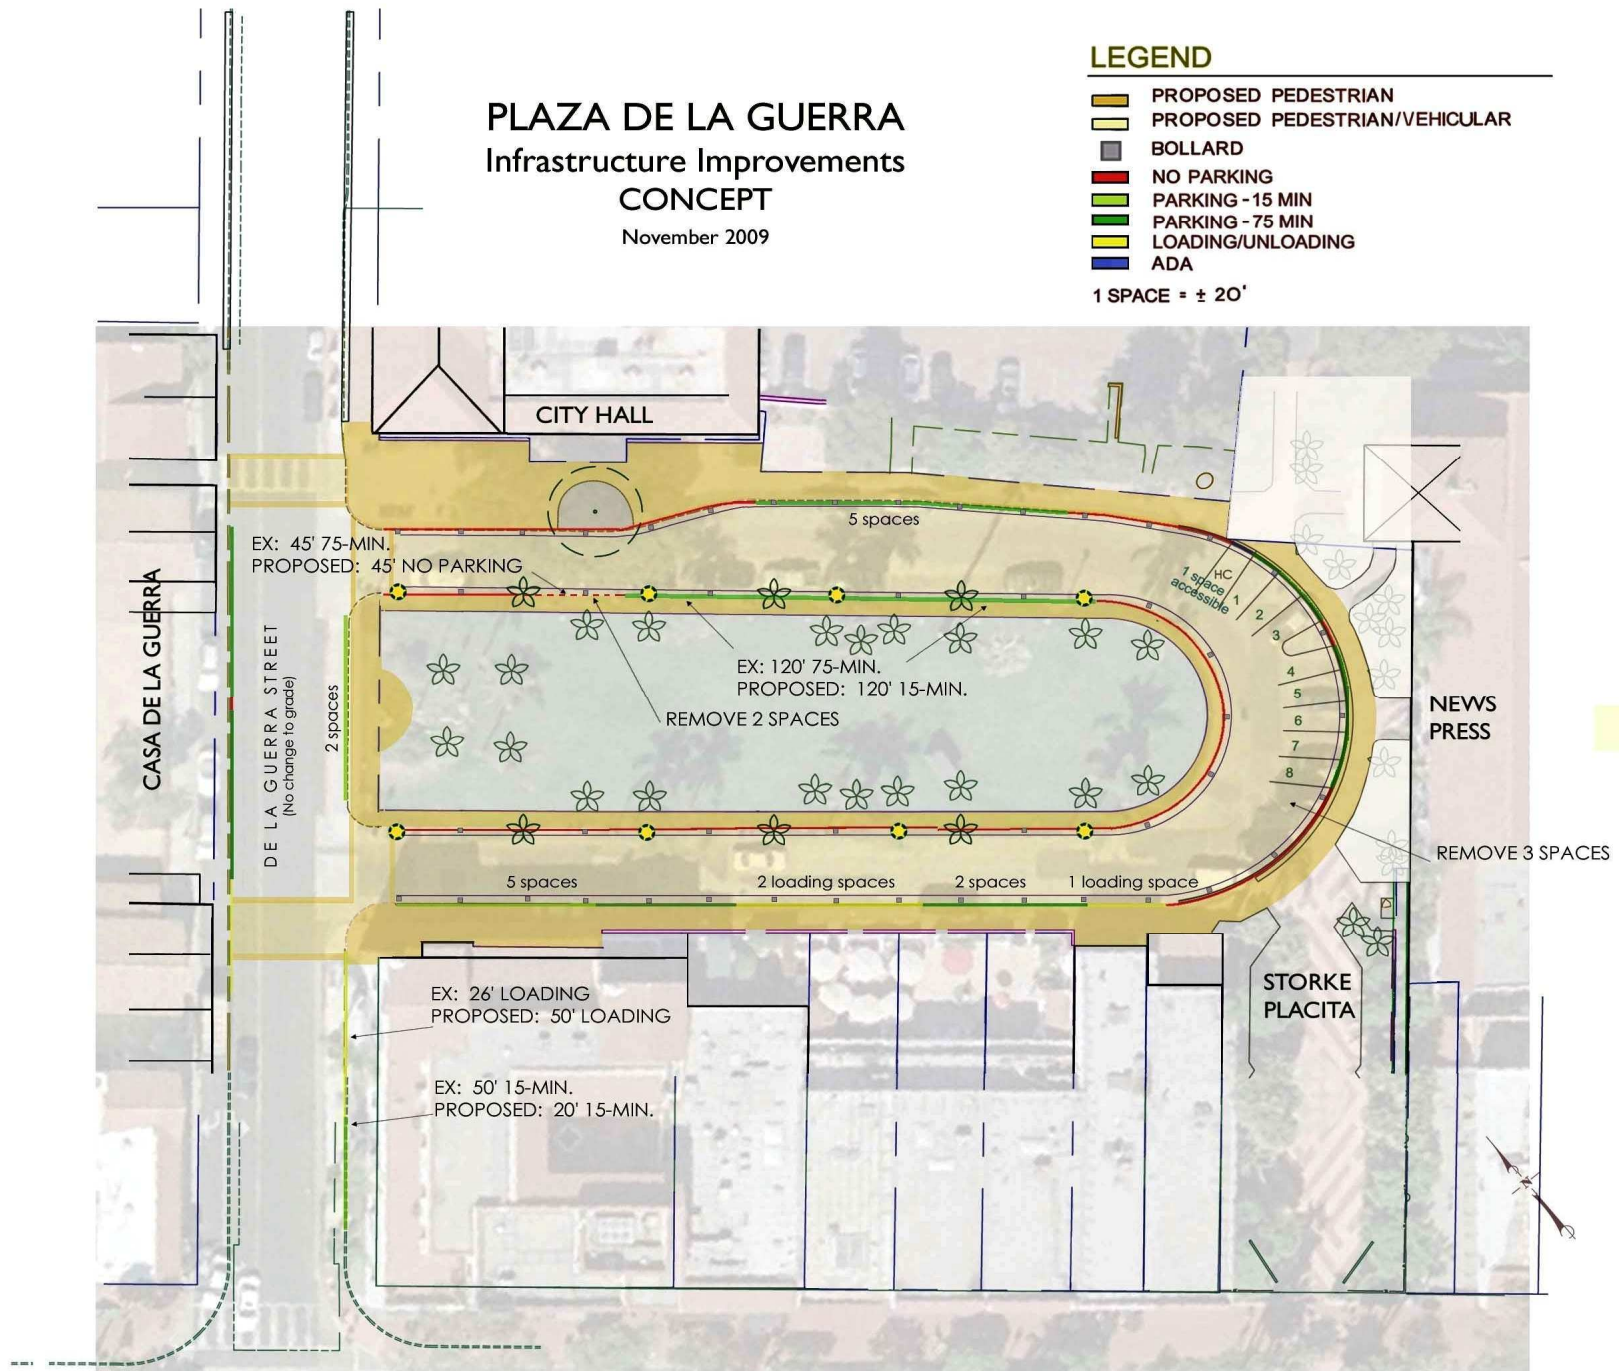 PLAZA DE LA GUERRA
Infrastructure Improvements
CONCEPT
November 2009
LEGEND
PROPOSED PEDESTRIAN
PROPOSED PEDESTRIAN/VEHICULAR
BOLLARD
NO PARKING
PARKING - 15 MIN
PARKING - 75 MIN
LOADING/UNLOADING
ADA
1 SPACE = ± 20'
CITY HALL
5 spaces
EX: 45' 75-MIN.
PROPOSED: 45' NO PARKING
HC
1 space
accessible
1
2
3
4
5
6
7
8
EX: 120' 75-MIN.
PROPOSED: 120' 15-MIN.
REMOVE 2 SPACES
CASA DE LA GUERRA
DE LA GUERRA STREET
(No change to grade)
2 spaces
NEWS
PRESS
REMOVE 3 SPACES
5 spaces
2 loading spaces
2 spaces
1 loading space
EX: 26' LOADING
PROPOSED: 50' LOADING
EX: 50' 15-MIN.
PROPOSED: 20' 15-MIN.
STORKE
PLACITA